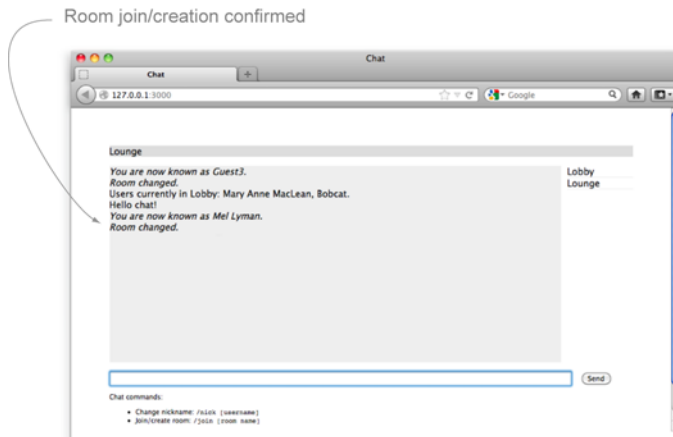 Room join/creation confirmed
Chat
Chat
127.0.0.1:3000
Google
Lounge
You are now known as Guest3.
Room changed.
Users currently in Lobby: Mary Anne MacLean, Bobcat.
Hello chat!
You are now known as Mel Lyman.
Room changed.
Lobby
Lounge
Send
Chat commands:
Change nickname: /nick [username]
Join/create room: /join [room name]